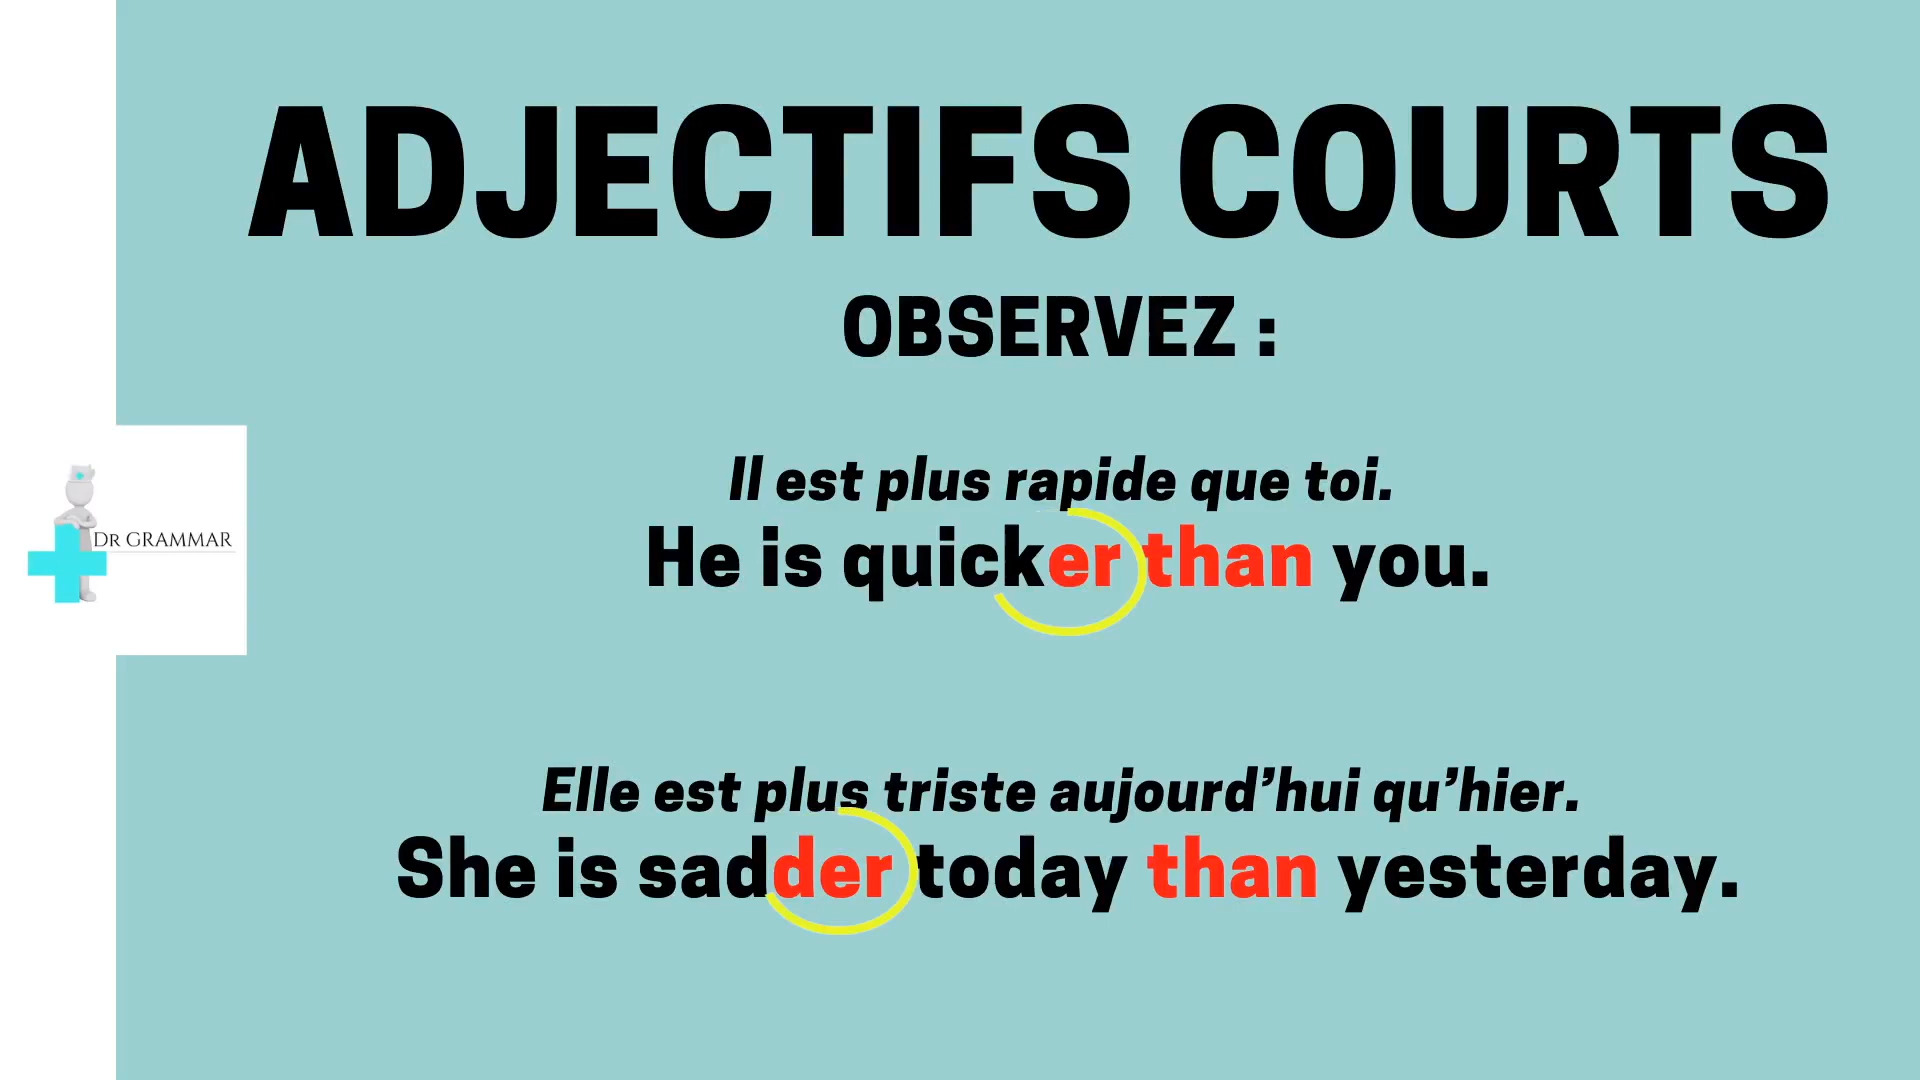 ADJECTIFS COURTS
OBSERVEZ :
Il est plus rapide que toi.
He is quicker than you.
DR GRAMMAR
Elle est plus triste aujourd’hui qu’hier.
She is sadder today than yesterday.